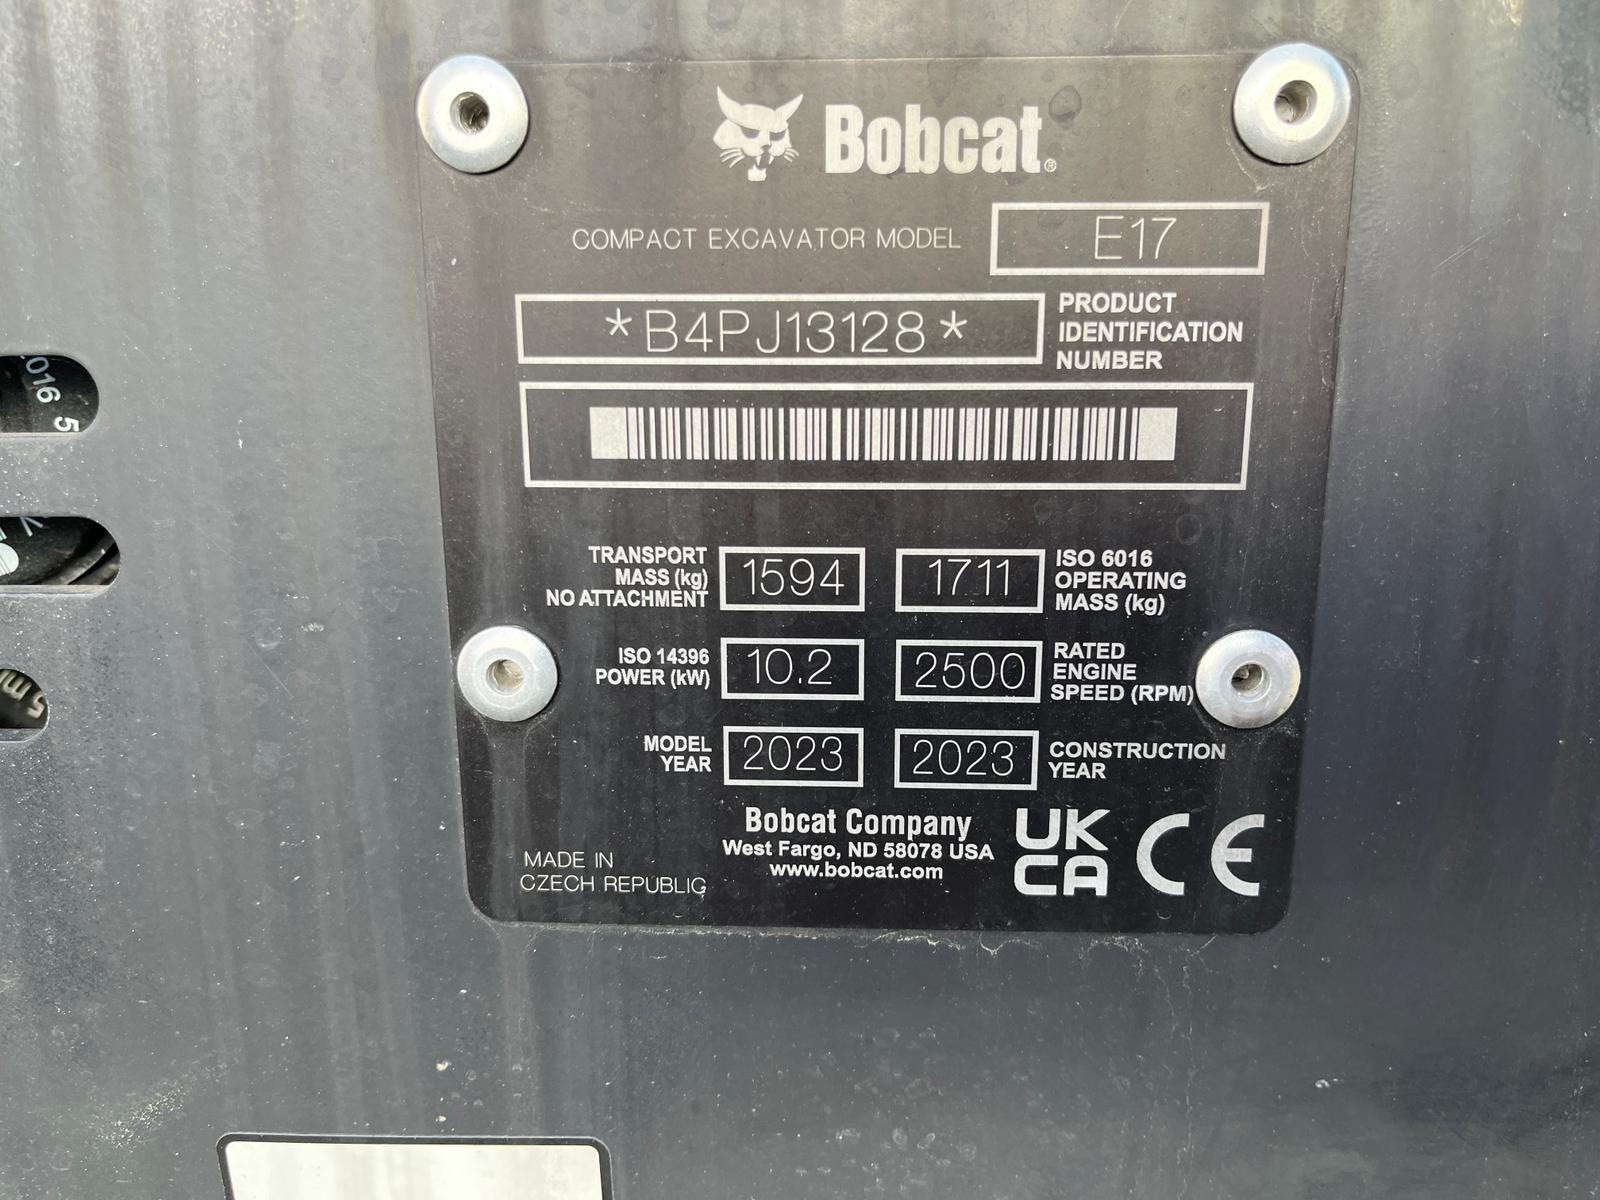 Bobcat®
COMPACT EXCAVATOR MODEL E17
*B4PJ13128*
PRODUCT
IDENTIFICATION
NUMBER
TRANSPORT
MASS (kg)
NO ATTACHMENT
1594
1711
ISO 6016
OPERATING
MASS (kg)
ISO 14396
POWER (kW)
10.2
2500
RATED
ENGINE
SPEED (RPM)
MODEL
YEAR
2023
2023
CONSTRUCTION
YEAR
Bobcat Company
West Fargo, ND 58078 USA
www.bobcat.com
MADE IN
CZECH REPUBLIC
UK
CA
CE
016 5